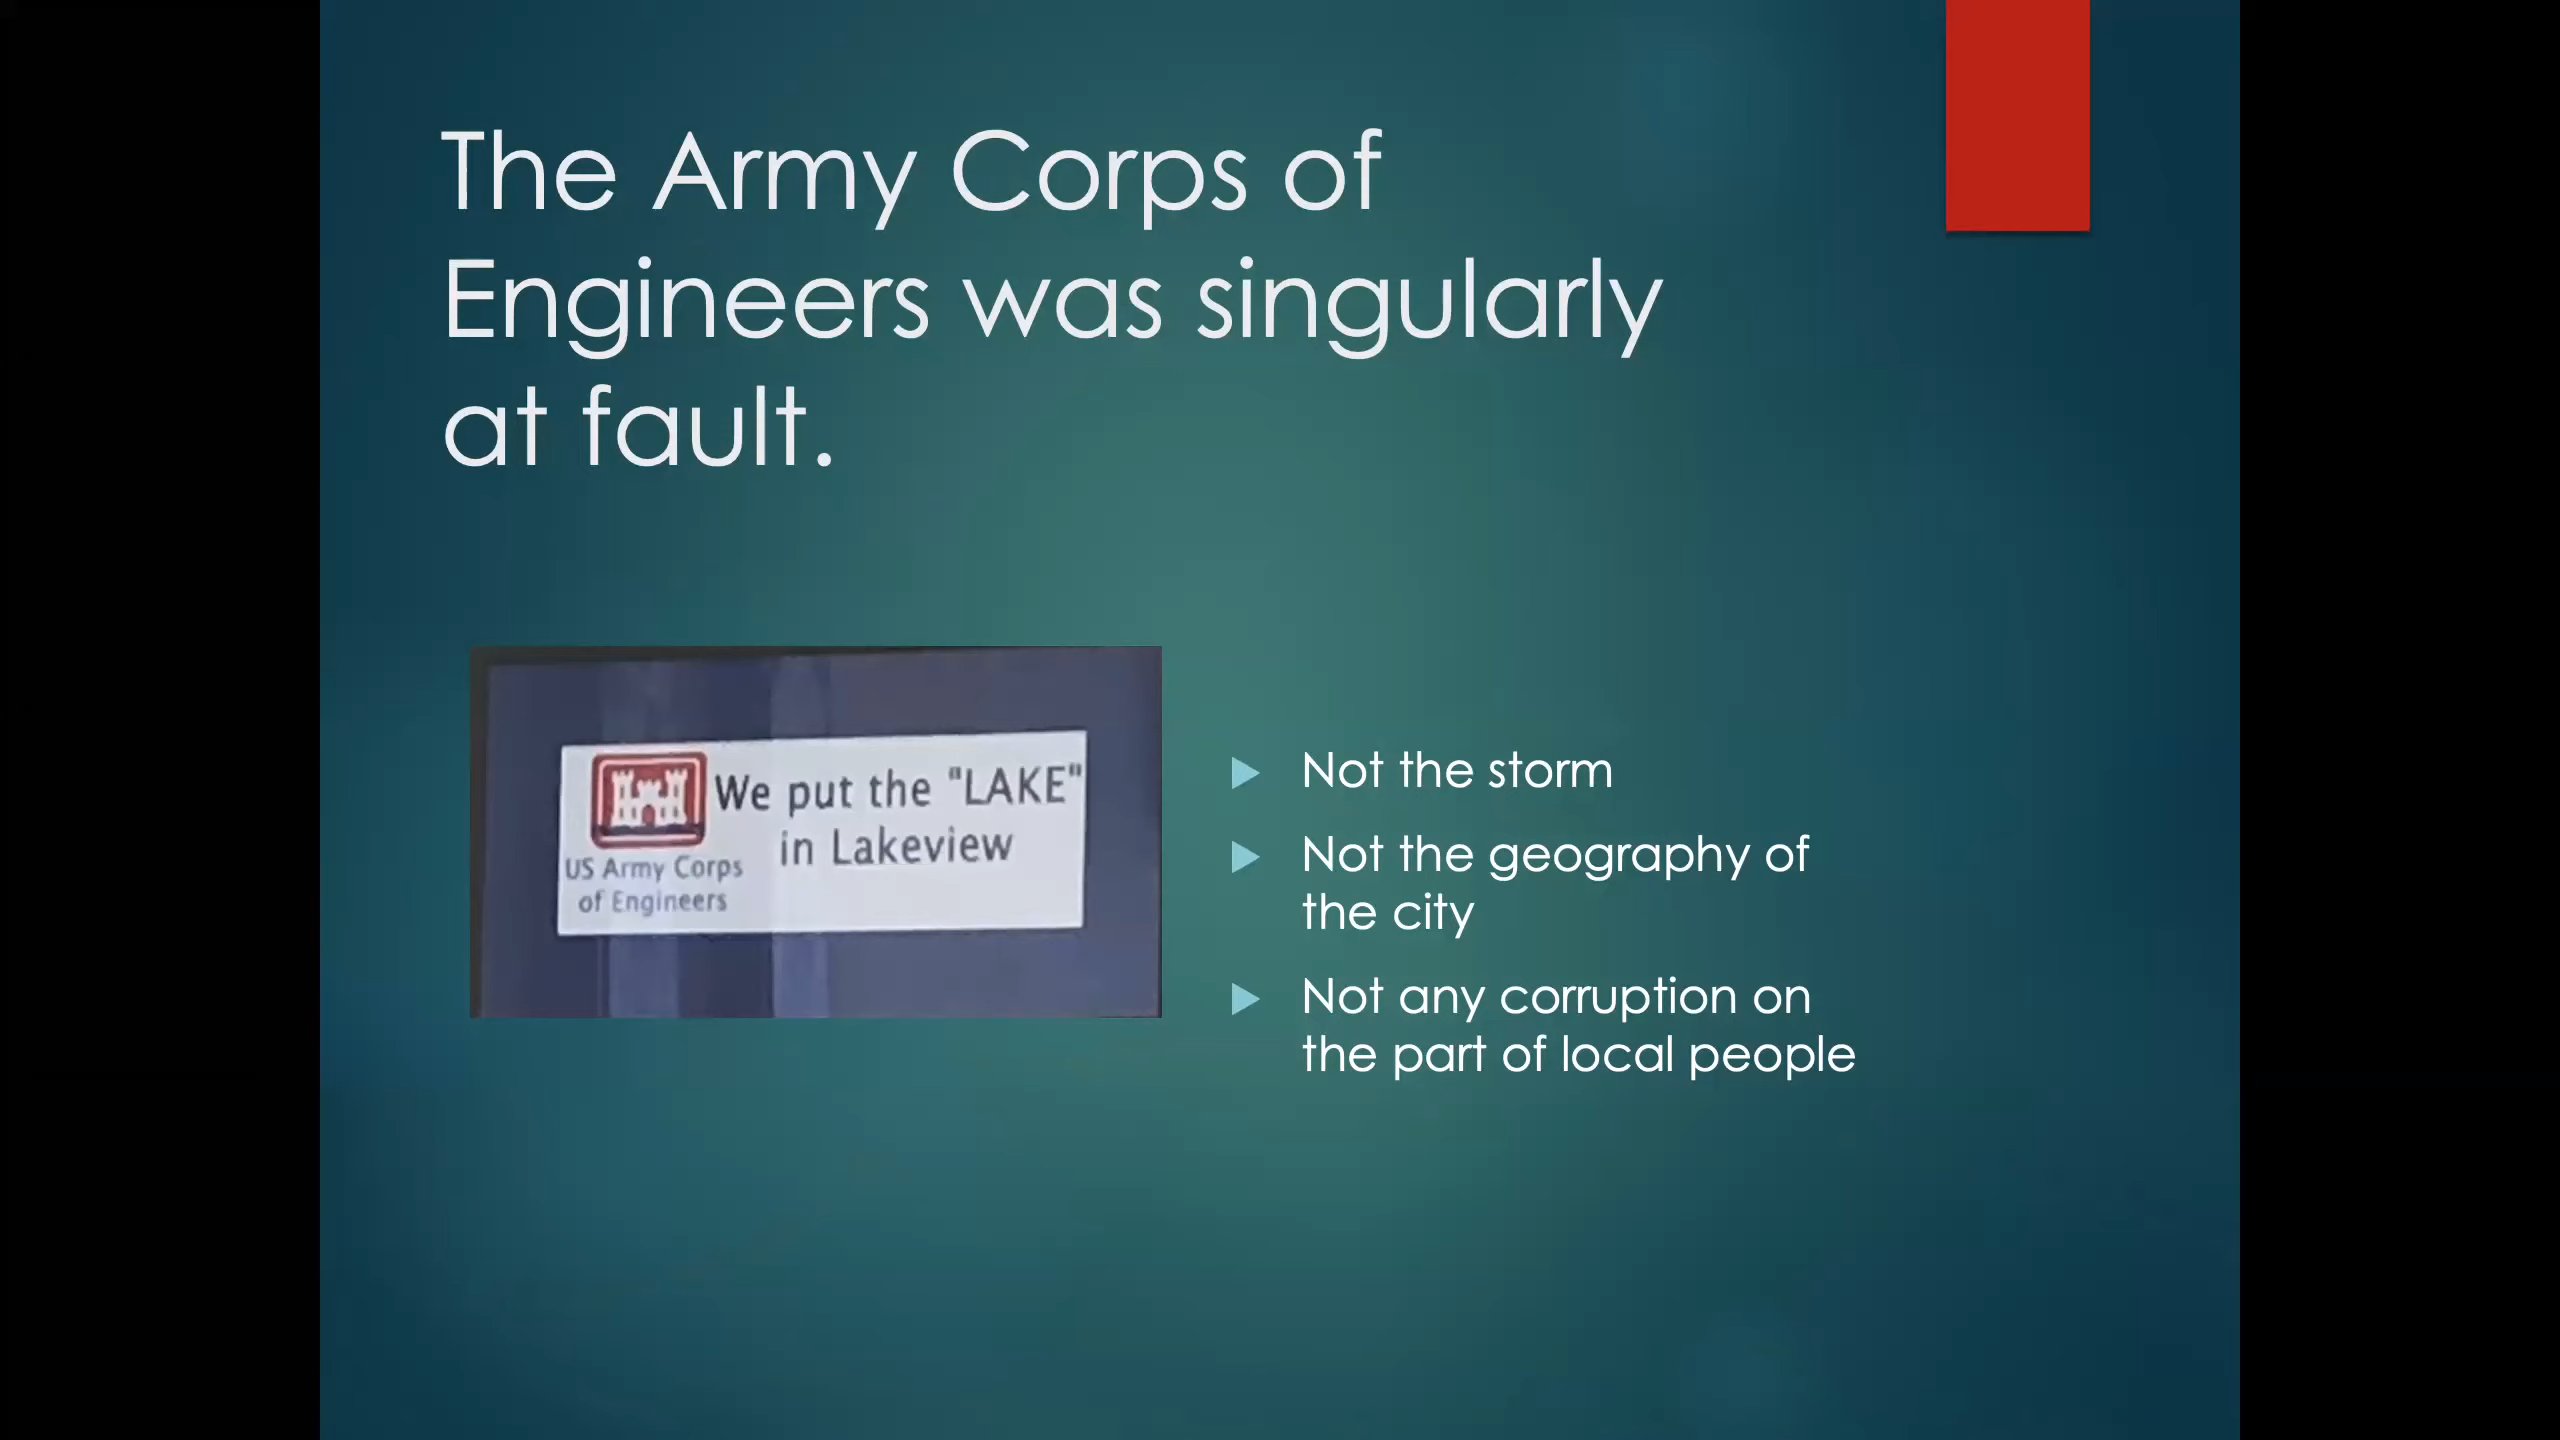 The Army Corps of
Engineers was singularly
at fault.
We put the "LAKE"
in Lakeview
US Army Corps
of Engineers
Not the storm
Not the geography of
the city
Not any corruption on
the part of local people